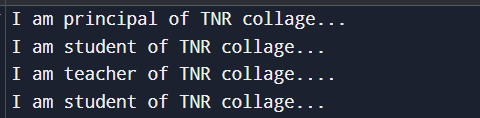 I am principal of TNR collage...
I am student of TNR collage...
I am teacher of TNR collage....
I am student of TNR collage...